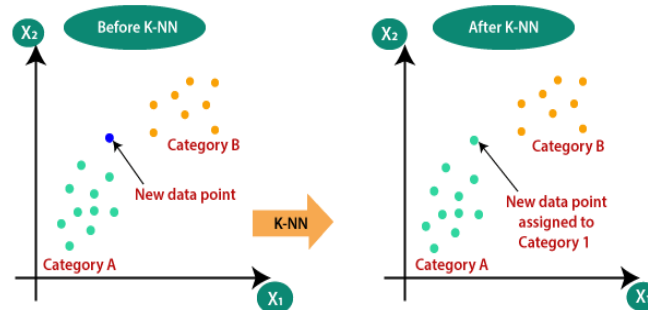 Before K-NN
X₂
Category B
New data point
Category A
X₁
K-NN
After K-NN
X₂
Category B
New data point
assigned to
Category 1
Category A